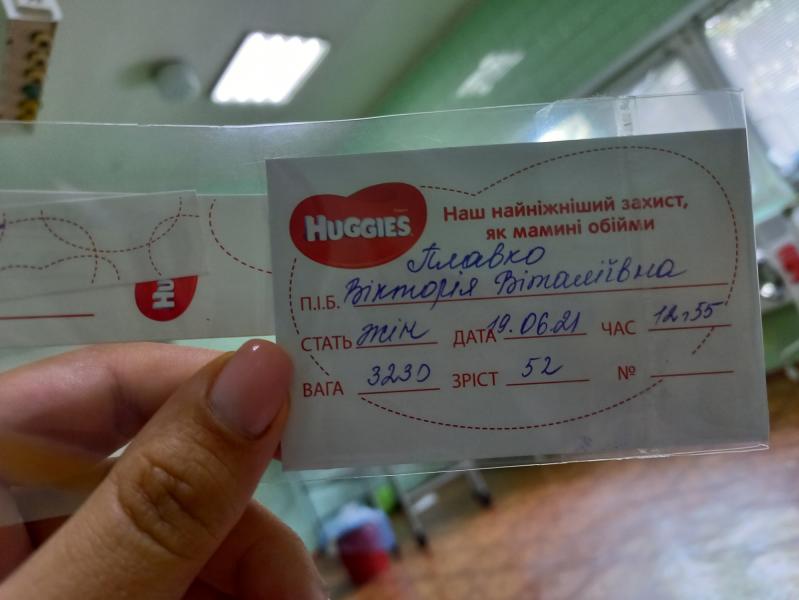 HUGGIES
Наш найніжніший захист,
як мамині обійми
Плавко
П.І.Б. Вікторія Віталіївна
СТАТЬ жін ДАТА 19.06.21 ЧАС 12,55
ВАГА 3230 ЗРІСТ 52 №
HU